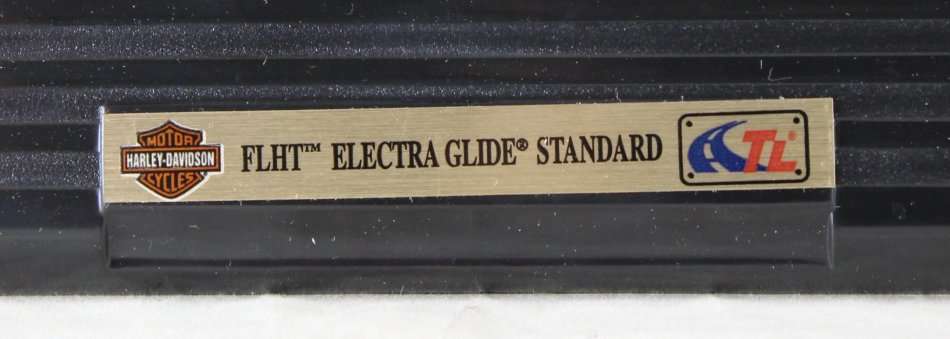 MOTOR
HARLEY-DAVIDSON
CYCLES
FLHT™ ELECTRA GLIDE® STANDARD
TL®